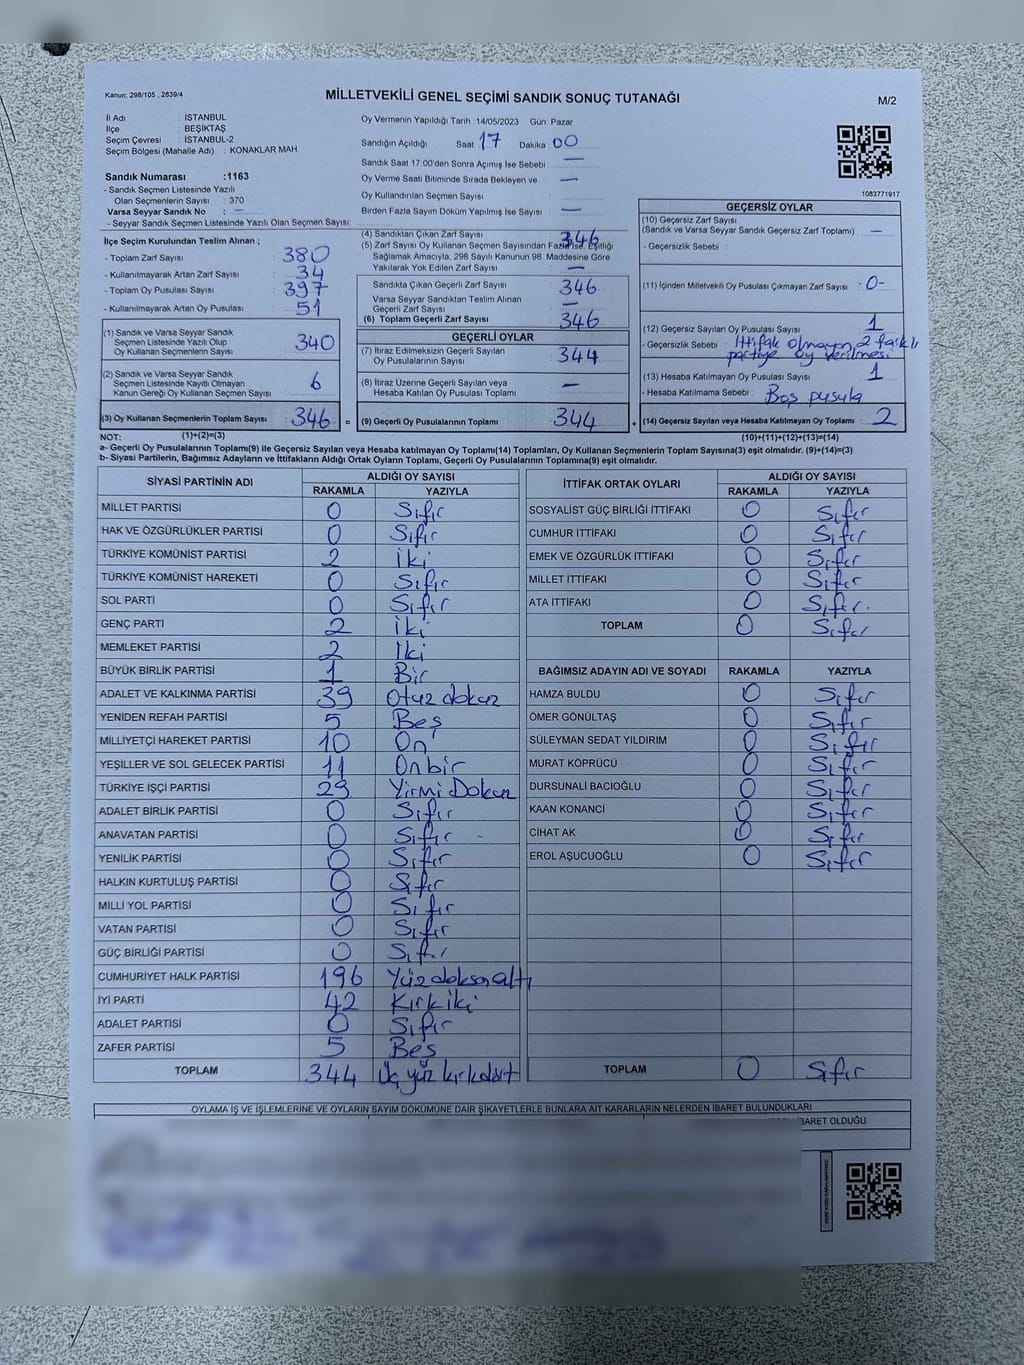 Kanun; 298/105 , 2839/4
MİLLETVEKİLİ GENEL SEÇİMİ SANDIK SONUÇ TUTANAĞI
M/2
İl Adı : İSTANBUL
İlçe : BEŞİKTAŞ
Seçim Çevresi : İSTANBUL-2
Seçim Bölgesi (Mahalle Adı) : KONAKLAR MAH.
Sandık Numarası :1163
- Sandık Seçmen Listesinde Yazılı
Olan Seçmenlerin Sayısı : 370
Varsa Seyyar Sandık No : —
- Seyyar Sandık Seçmen Listesinde Yazılı Olan Seçmen Sayısı:
Oy Vermenin Yapıldığı Tarih : 14/05/2023 Gün: Pazar
Sandığın Açıldığı Saat : 17 Dakika : 00
Sandık Saat 17:00'den Sonra Açımış İse Sebebi : —
Oy Verme Saati Bitiminde Sırada Bekleyen ve —
Oy Kullandırılan Seçmen Sayısı :
Birden Fazla Sayım Döküm Yapılmış İse Sayısı : —
1083771917
İlçe Seçim Kurulundan Teslim Alınan ;
- Toplam Zarf Sayısı : 380
- Kullanılmayarak Artan Zarf Sayısı : 34
- Toplam Oy Pusulası Sayısı : 397
- Kullanılmayarak Artan Oy Pusulası : 51
(1) Sandık ve Varsa Seyyar Sandık
Seçmen Listesinde Yazılı Olup
Oy Kullanan Seçmenlerin Sayısı : 340
(2) Sandık ve Varsa Seyyar Sandık
Seçmen Listesinde Kayıtlı Olmayan
Kanun Gereği Oy Kullanan Seçmen Sayısı : 6
(3) Oy Kullanan Seçmenlerin Toplam Sayısı : 346 =
(1)+(2)=(3)
(4) Sandıktan Çıkan Zarf Sayısı : 346
(5) Zarf Sayısı Oy Kullanan Seçmen Sayısından Fazla İse, Eşitliği
Sağlamak Amacıyla, 298 Sayılı Kanunun 98. Maddesine Göre
Yakılarak Yok Edilen Zarf Sayısı : —
Sandıkta Çıkan Geçerli Zarf Sayısı : 346
Varsa Seyyar Sandıktan Teslim Alınan
Geçerli Zarf Sayısı : —
(6) Toplam Geçerli Zarf Sayısı : 346
GEÇERLİ OYLAR
(7) İtiraz Edilmeksizin Geçerli Sayılan
Oy Pusulalarının Sayısı : 344
(8) İtiraz Üzerine Geçerli Sayılan veya
Hesaba Katılan Oy Pusulası Toplamı : —
(9) Geçerli Oy Pusulalarının Toplamı : 344 +
GEÇERSİZ OYLAR
(10) Geçersiz Zarf Sayısı
(Sandık ve Varsa Seyyar Sandık Geçersiz Zarf Toplamı) : —
- Geçersizlik Sebebi :
(11) İçinden Milletvekili Oy Pusulası Çıkmayan Zarf Sayısı : -0-
(12) Geçersiz Sayılan Oy Pusulası Sayısı : 1
- Geçersizlik Sebebi : İttifak olmayan, 2 farklı
partiye oy verilmesi
(13) Hesaba Katılmayan Oy Pusulası Sayısı : 1
- Hesaba Katılmama Sebebi : Boş pusula
(14) Geçersiz Sayılan veya Hesaba Katılmayan Oy Toplamı : 2
(10)+(11)+(12)+(13)=(14)
NOT:
a- Geçerli Oy Pusulalarının Toplamı(9) ile Geçersiz Sayılan veya Hesaba katılmayan Oy Toplamı(14) Toplamları, Oy Kullanan Seçmenlerin Toplam Sayısına(3) eşit olmalıdır. (9)+(14)=(3)
b- Siyasi Partilerin, Bağımsız Adayların ve İttifakların Aldığı Ortak Oyların Toplamı, Geçerli Oy Pusulalarının Toplamına(9) eşit olmalıdır.
SİYASİ PARTİNİN ADI ALDIĞI OY SAYISI
RAKAMLA YAZIYLA
MİLLET PARTİSİ 0 Sıfır
HAK VE ÖZGÜRLÜKLER PARTİSİ 0 Sıfır
TÜRKİYE KOMÜNİST PARTİSİ 2 İki
TÜRKİYE KOMÜNİST HAREKETİ 0 Sıfır
SOL PARTİ 0 Sıfır
GENÇ PARTİ 2 İki
MEMLEKET PARTİSİ 2 İki
BÜYÜK BİRLİK PARTİSİ 1 Bir
ADALET VE KALKINMA PARTİSİ 39 Otuz dokuz
YENİDEN REFAH PARTİSİ 5 Beş
MİLLİYETÇİ HAREKET PARTİSİ 10 On
YEŞİLLER VE SOL GELECEK PARTİSİ 11 Onbir
TÜRKİYE İŞÇİ PARTİSİ 29 Yirmi Dokuz
ADALET BİRLİK PARTİSİ 0 Sıfır
ANAVATAN PARTİSİ 0 Sıfır
YENİLİK PARTİSİ 0 Sıfır
HALKIN KURTULUŞ PARTİSİ 0 Sıfır
MİLLİ YOL PARTİSİ 0 Sıfır
VATAN PARTİSİ 0 Sıfır
GÜÇ BİRLİĞİ PARTİSİ 0 Sıfır
CUMHURİYET HALK PARTİSİ 196 Yüz doksan altı
İYİ PARTİ 42 Kırk iki
ADALET PARTİSİ 0 Sıfır
ZAFER PARTİSİ 5 Beş
TOPLAM 344 Üç yüz kırk dört
İTTİFAK ORTAK OYLARI ALDIĞI OY SAYISI
RAKAMLA YAZIYLA
SOSYALİST GÜÇ BİRLİĞİ İTTİFAKI 0 Sıfır
CUMHUR İTTİFAKI 0 Sıfır
EMEK VE ÖZGÜRLÜK İTTİFAKI 0 Sıfır
MİLLET İTTİFAKI 0 Sıfır
ATA İTTİFAKI 0 Sıfır.
TOPLAM 0 Sıfır
BAĞIMSIZ ADAYIN ADI VE SOYADI RAKAMLA YAZIYLA
HAMZA BULDU 0 Sıfır
ÖMER GÖNÜLTAŞ 0 Sıfır
SÜLEYMAN SEDAT YILDIRIM 0 Sıfır
MURAT KÖPRÜCÜ 0 Sıfır
DURSUNALİ BACIOĞLU 0 Sıfır
KAAN KONANCİ 0 Sıfır
CİHAT AK 0 Sıfır
EROL AŞUCUOĞLU 0 Sıfır
TOPLAM 0 Sıfır
OYLAMA İŞ VE İŞLEMLERİNE VE OYLARIN SAYIM DÖKÜMÜNE DAİR ŞİKAYETLERLE BUNLARA AİT KARARLARIN NELERDEN İBARET BULUNDUKLARI
İBARET OLDUĞU